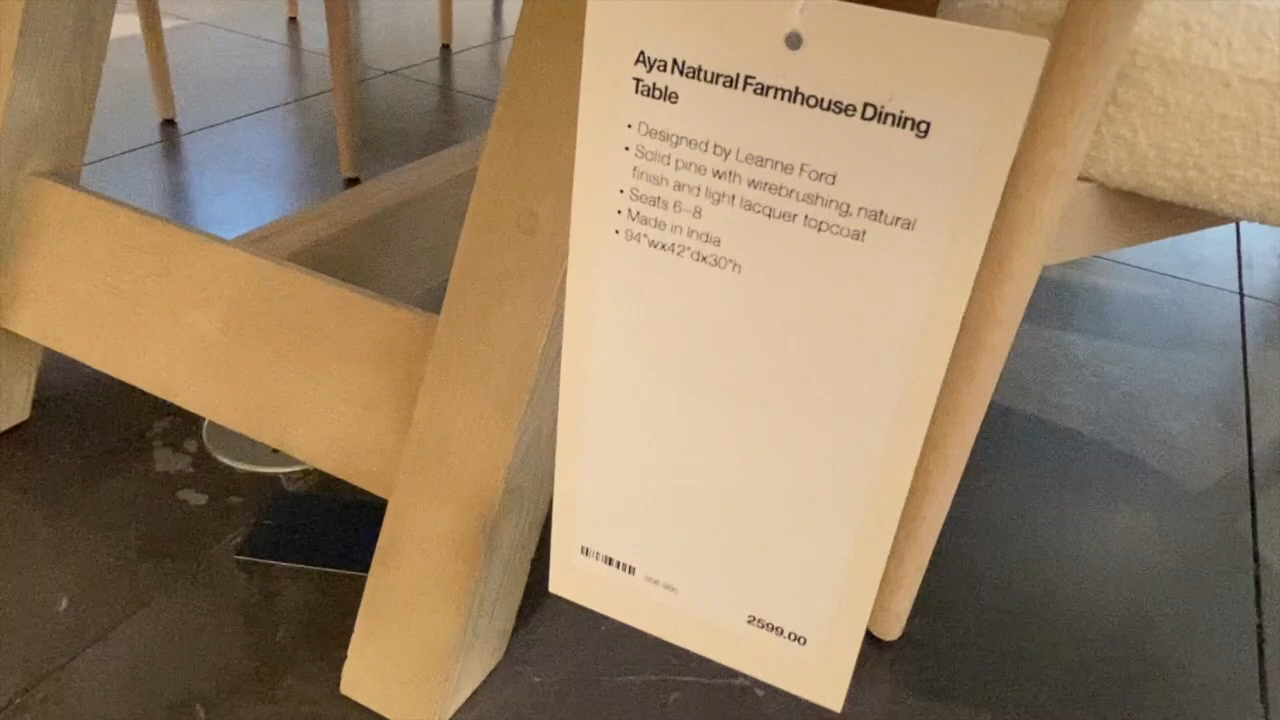 Aya Natural Farmhouse Dining
Table
• Designed by Leanne Ford
• Solid pine with wirebrushing, natural
finish and light lacquer topcoat
• Seats 6–8
• Made in India
• 94"wx42"dx30"h
2599.00